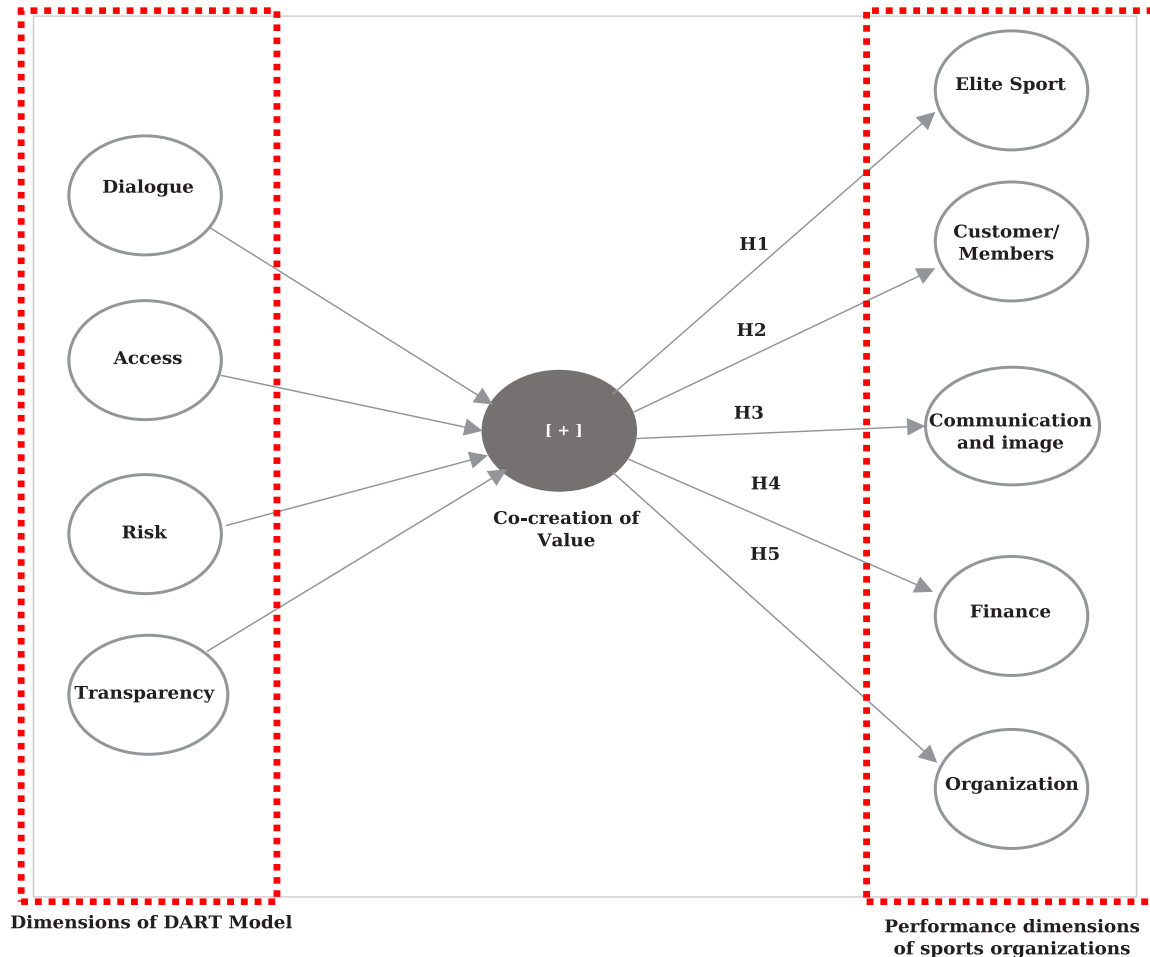 Elite Sport
Dialogue
Customer/
Members
H1
H2
Access
H3
Communication
and image
[ + ]
H4
Co-creation of
Value
Risk
H5
Finance
Transparency
Organization
Dimensions of DART Model
Performance dimensions
of sports organizations